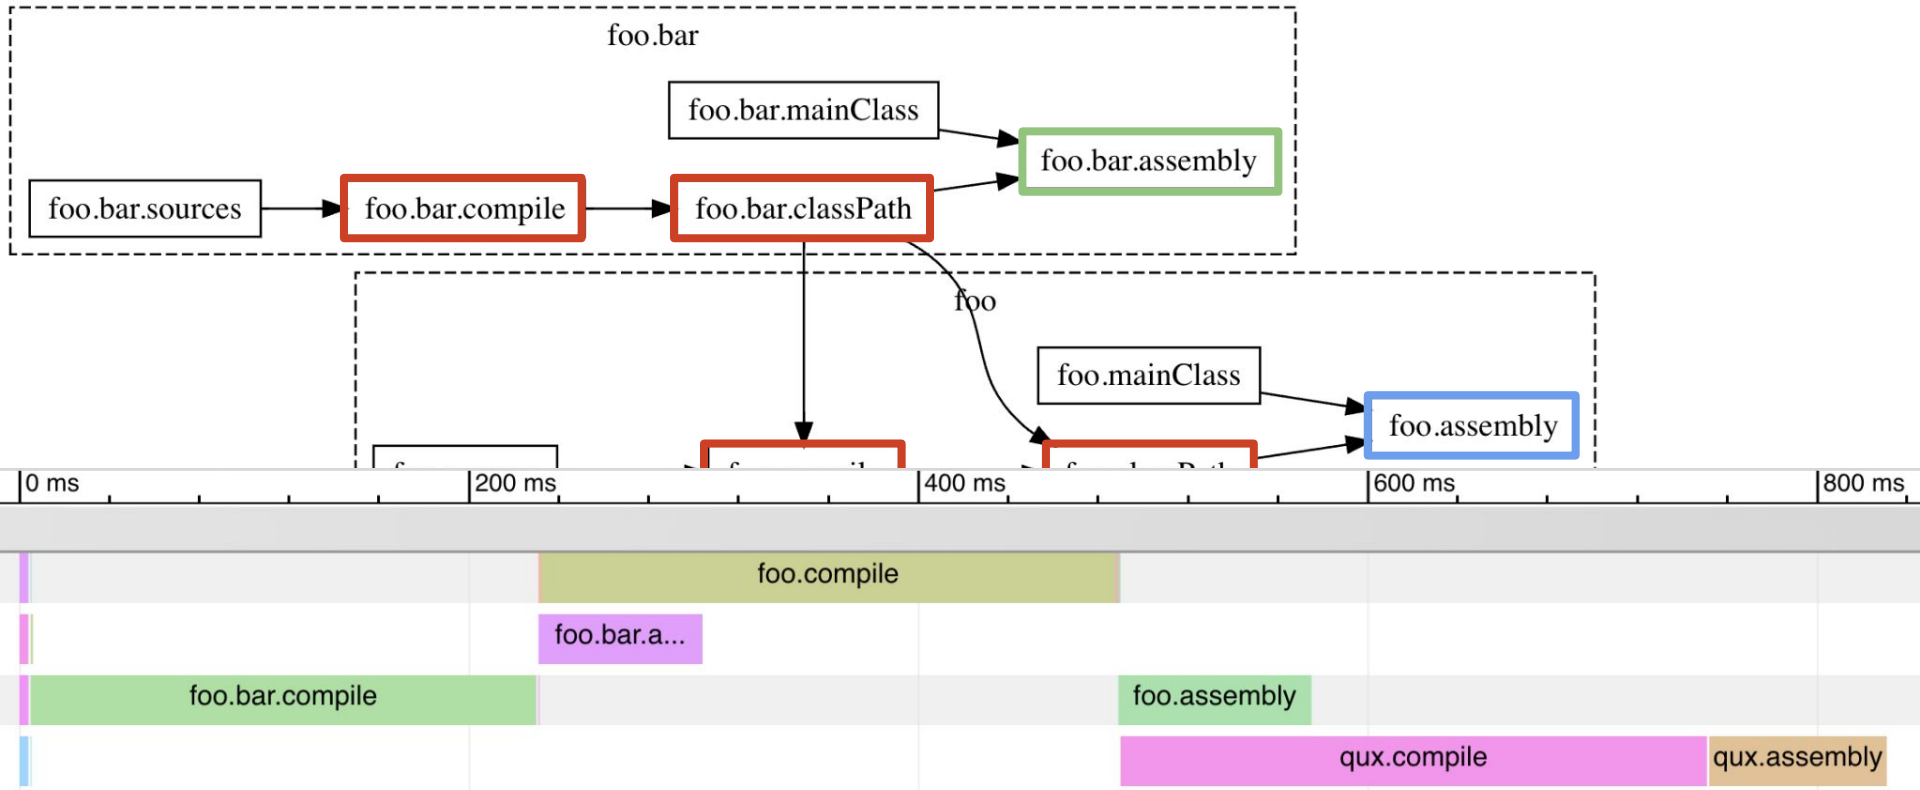 foo.bar
foo.bar.mainClass
foo.bar.assembly
foo.bar.sources
foo.bar.compile
foo.bar.classPath
foo
foo.mainClass
foo.assembly
0 ms
200 ms
400 ms
600 ms
800 ms
foo.compile
foo.bar.a...
foo.bar.compile
foo.assembly
qux.compile
qux.assembly